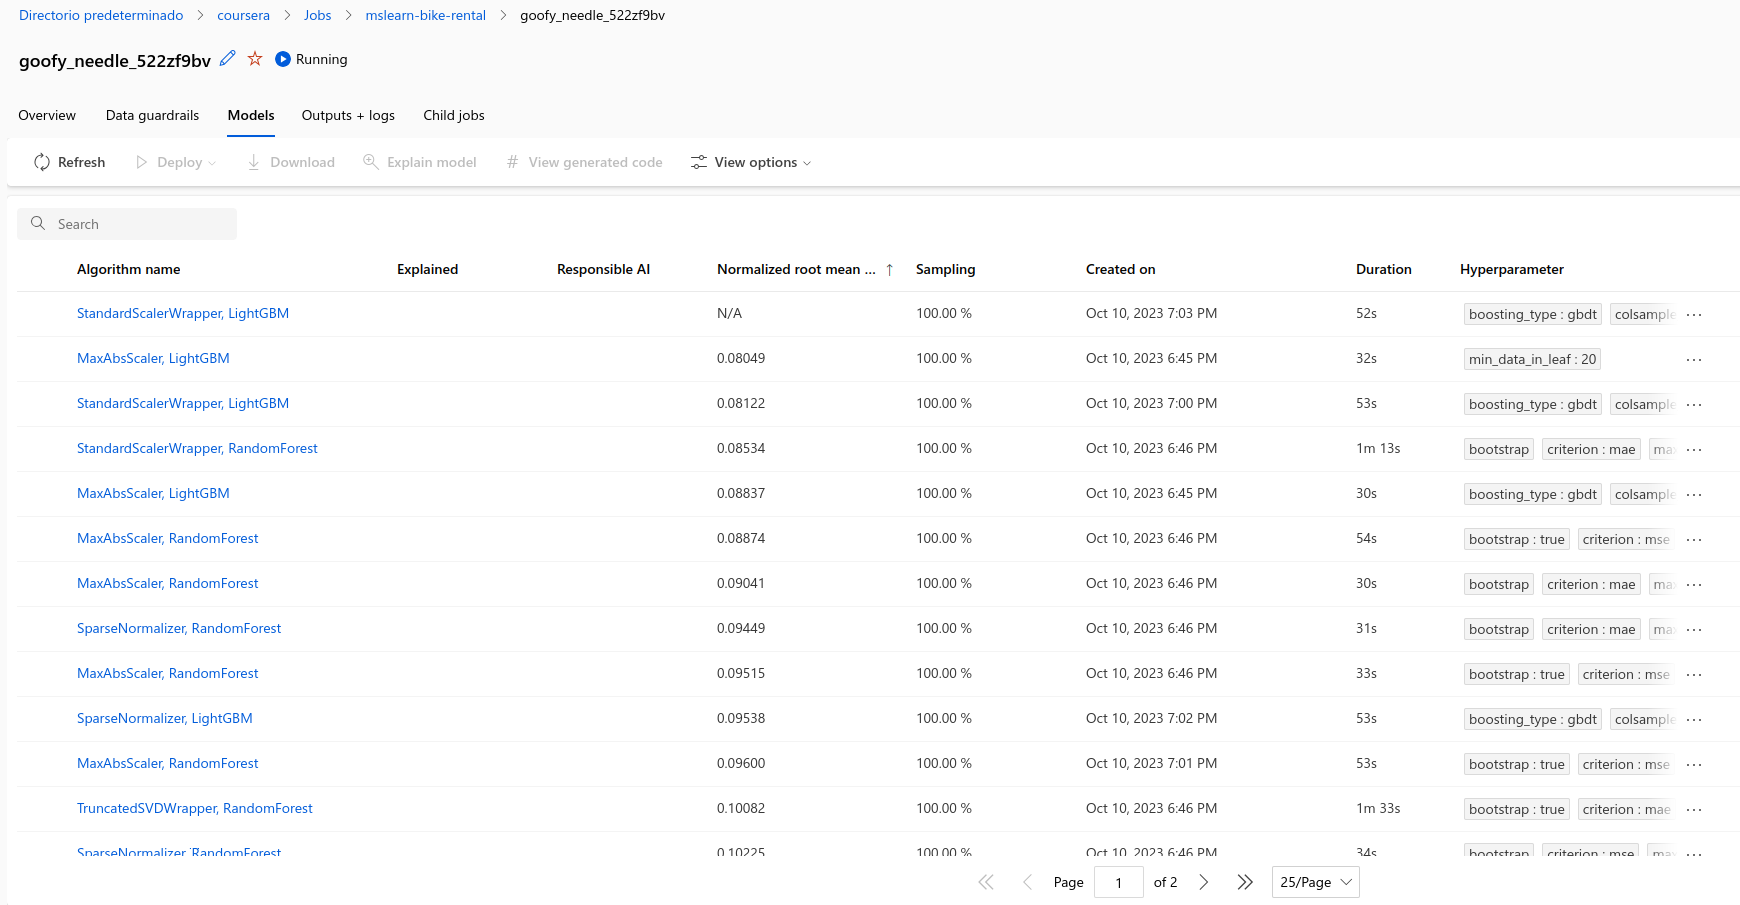 Directorio predeterminado > coursera > Jobs > mslearn-bike-rental > goofy_needle_522zf9bv
goofy_needle_522zf9bv Running
Overview Data guardrails Models Outputs + logs Child jobs
Refresh Deploy Download Explain model # View generated code View options
Search
Algorithm name Explained Responsible AI Normalized root mean ... ↑ Sampling Created on Duration Hyperparameter
StandardScalerWrapper, LightGBM N/A 100.00 % Oct 10, 2023 7:03 PM 52s boosting_type : gbdt colsample ...
MaxAbsScaler, LightGBM 0.08049 100.00 % Oct 10, 2023 6:45 PM 32s min_data_in_leaf : 20 ...
StandardScalerWrapper, LightGBM 0.08122 100.00 % Oct 10, 2023 7:00 PM 53s boosting_type : gbdt colsample ...
StandardScalerWrapper, RandomForest 0.08534 100.00 % Oct 10, 2023 6:46 PM 1m 13s bootstrap criterion : mae max ...
MaxAbsScaler, LightGBM 0.08837 100.00 % Oct 10, 2023 6:45 PM 30s boosting_type : gbdt colsample ...
MaxAbsScaler, RandomForest 0.08874 100.00 % Oct 10, 2023 6:46 PM 54s bootstrap : true criterion : mse ...
MaxAbsScaler, RandomForest 0.09041 100.00 % Oct 10, 2023 6:46 PM 30s bootstrap criterion : mae max ...
SparseNormalizer, RandomForest 0.09449 100.00 % Oct 10, 2023 6:46 PM 31s bootstrap criterion : mae max ...
MaxAbsScaler, RandomForest 0.09515 100.00 % Oct 10, 2023 6:46 PM 33s bootstrap : true criterion : mse ...
SparseNormalizer, LightGBM 0.09538 100.00 % Oct 10, 2023 7:02 PM 53s boosting_type : gbdt colsample ...
MaxAbsScaler, RandomForest 0.09600 100.00 % Oct 10, 2023 7:01 PM 53s bootstrap : true criterion : mse ...
TruncatedSVDWrapper, RandomForest 0.10082 100.00 % Oct 10, 2023 6:46 PM 1m 33s bootstrap : true criterion : mae ...
SparseNormalizer, RandomForest 0.10225 100.00 % Oct 10, 2023 6:46 PM 34s bootstrap criterion : mse max ...
Page 1 of 2 25/Page